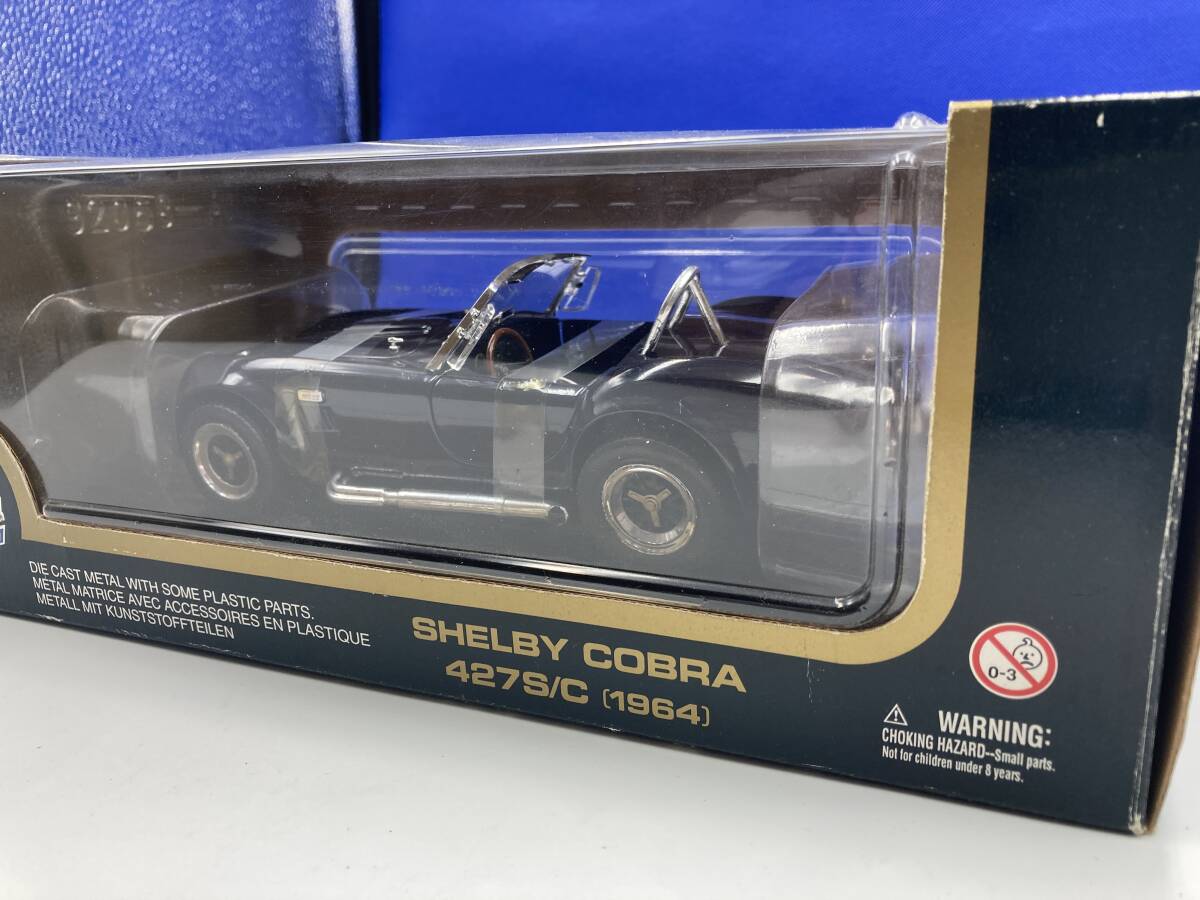 92058
DIE CAST METAL WITH SOME PLASTIC PARTS.
MÉTAL MATRICE AVEC ACCESSOIRES EN PLASTIQUE
METALL MIT KUNSTSTOFFTEILEN
SHELBY COBRA
427S/C (1964)
0-3
WARNING:
CHOKING HAZARD--Small parts.
Not for children under 8 years.